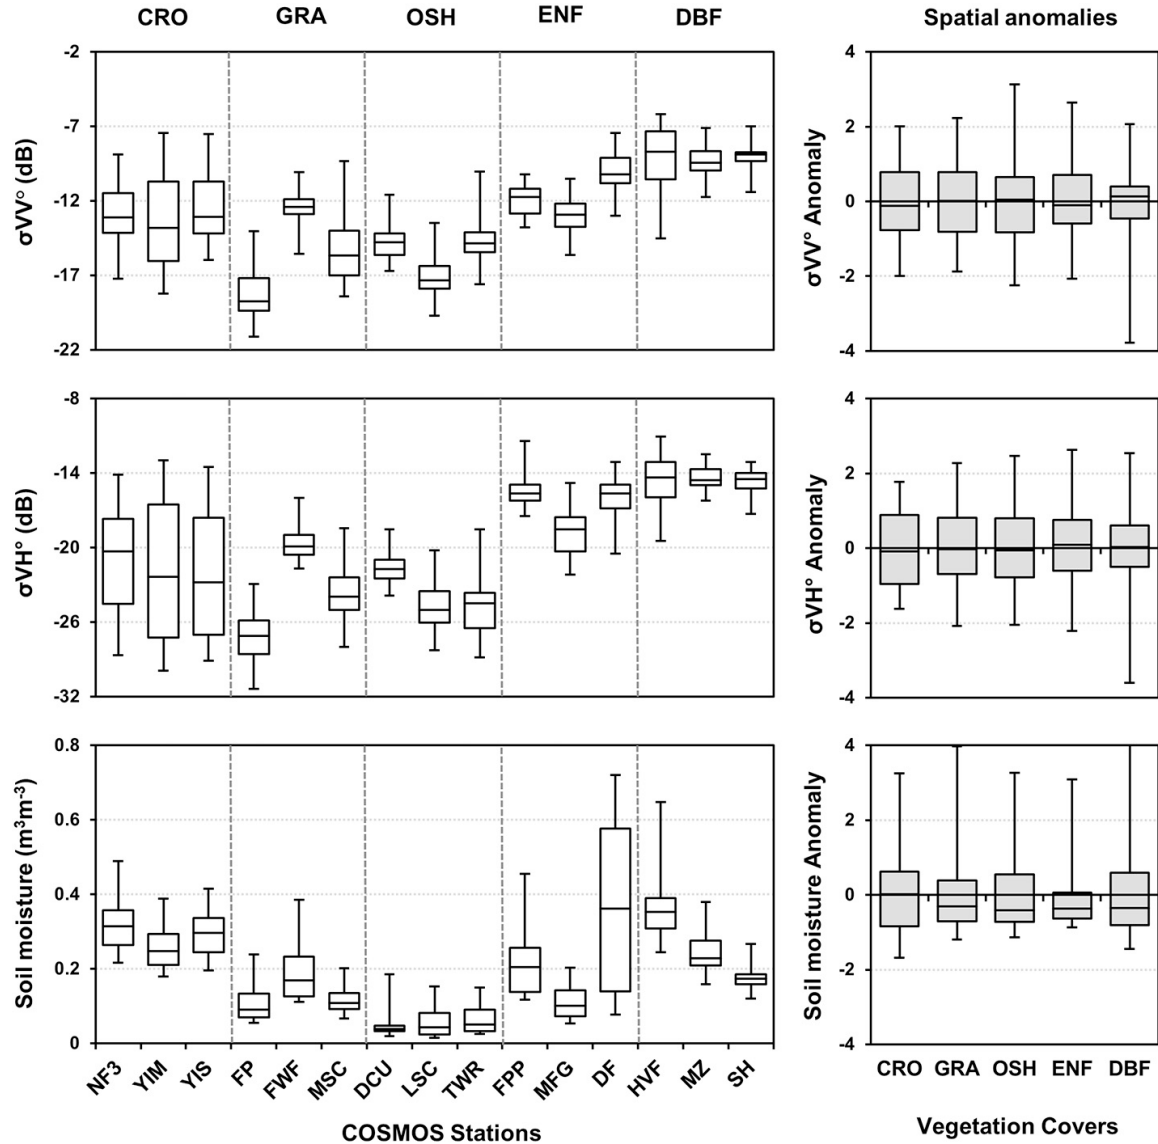 CRO GRA OSH ENF DBF Spatial anomalies
σVV° (dB)
-2
-7
-12
-17
-22
σVV° Anomaly
4
2
0
-2
-4
σVH° (dB)
-8
-14
-20
-26
-32
σVH° Anomaly
4
2
0
-2
-4
Soil moisture (m³m⁻³)
0.8
0.6
0.4
0.2
0
Soil moisture Anomaly
4
2
0
-2
-4
NF3 YIM YIS FP FWF MSC DCU LSC TWR FPP MFG DF HVF MZ SH
CRO GRA OSH ENF DBF
COSMOS Stations
Vegetation Covers